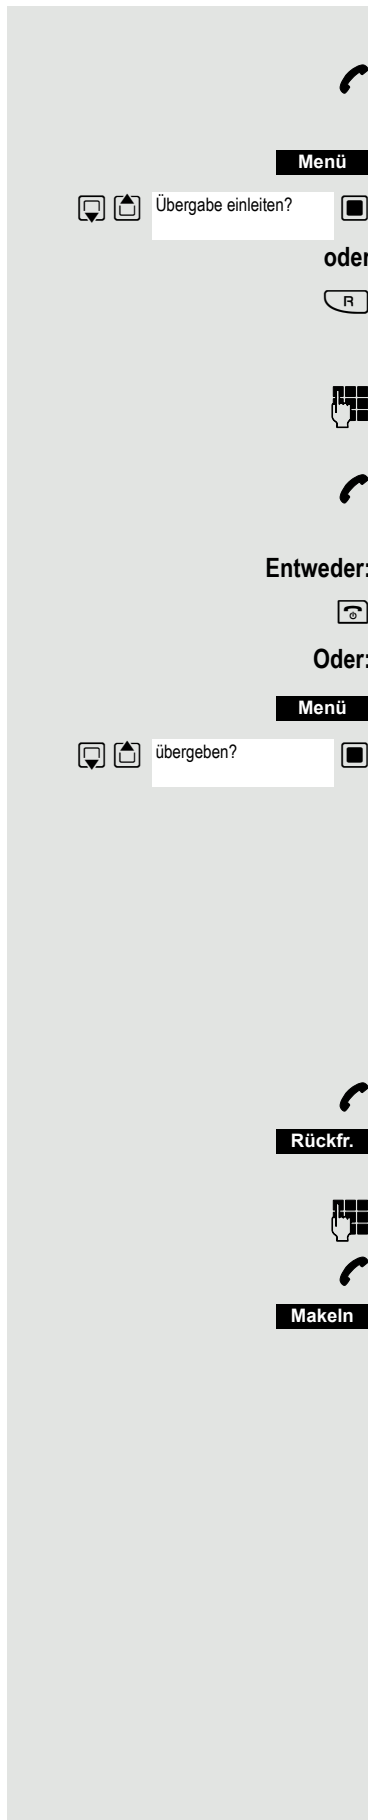 Menü
Übergabe einleiten?
oder
R
Entweder:
Oder:
Menü
übergeben?
Rückfr.
Makeln